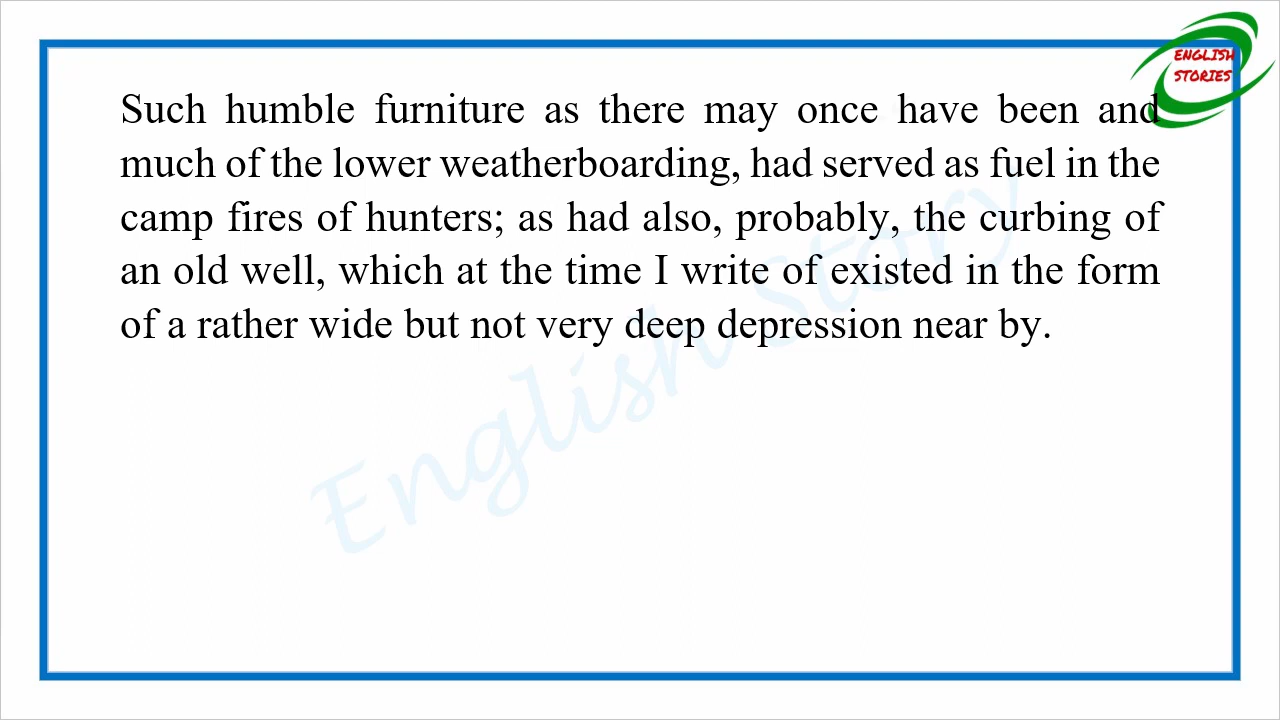 ENGLISH
STORIES
Such humble furniture as there may once have been and
much of the lower weatherboarding, had served as fuel in the
camp fires of hunters; as had also, probably, the curbing of
an old well, which at the time I write of existed in the form
of a rather wide but not very deep depression near by.
English Story